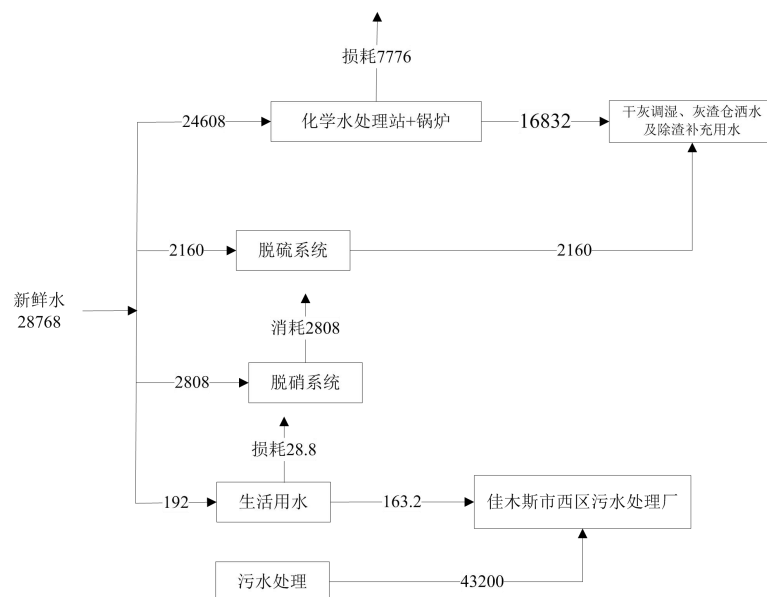 损耗7776
24608
化学水处理站+锅炉
16832
干灰调湿、灰渣仓洒水
及除渣补充用水
2160
脱硫系统
2160
新鲜水
28768
消耗2808
2808
脱硝系统
损耗28.8
192
生活用水
163.2
佳木斯市西区污水处理厂
污水处理
43200